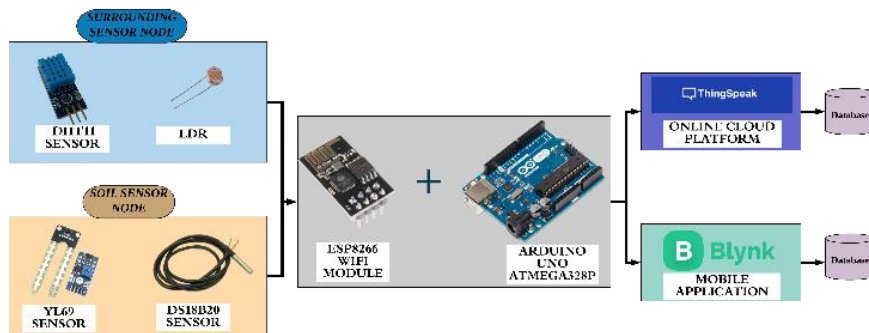 SURROUNDING
SENSOR NODE
DHT11
SENSOR
LDR
SOIL SENSOR
NODE
YL69
SENSOR
DS18B20
SENSOR
ESP8266
WIFI
MODULE
+
ARDUINO
UNO
ATMEGA328P
ThingSpeak
ONLINE CLOUD
PLATFORM
Database
B Blynk
MOBILE
APPLICATION
Database